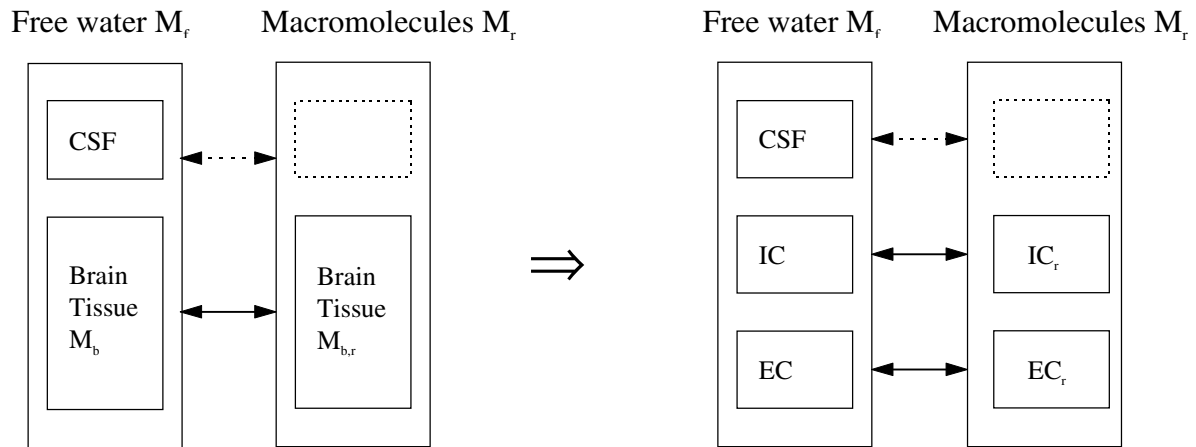 Free water M_f
Macromolecules M_r
CSF
Brain
Tissue
M_b
Brain
Tissue
M_b,r
⇒
Free water M_f
Macromolecules M_r
CSF
IC
IC_r
EC
EC_r